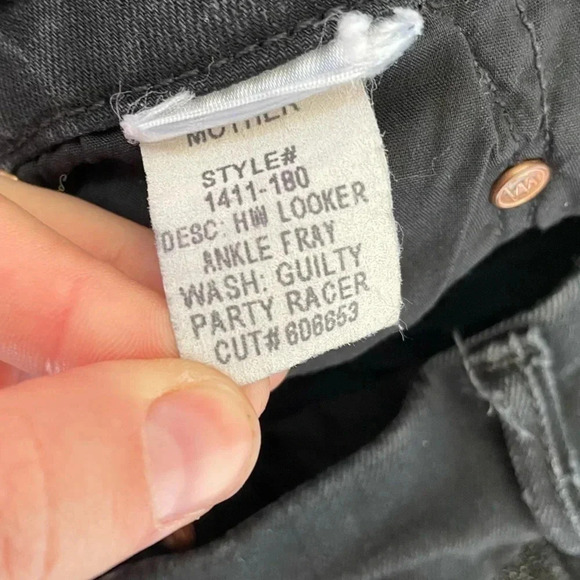 MOTHER
STYLE#
1411-180
DESC: HW LOOKER
ANKLE FRAY
WASH: GUILTY
PARTY RACER
CUT# 606653